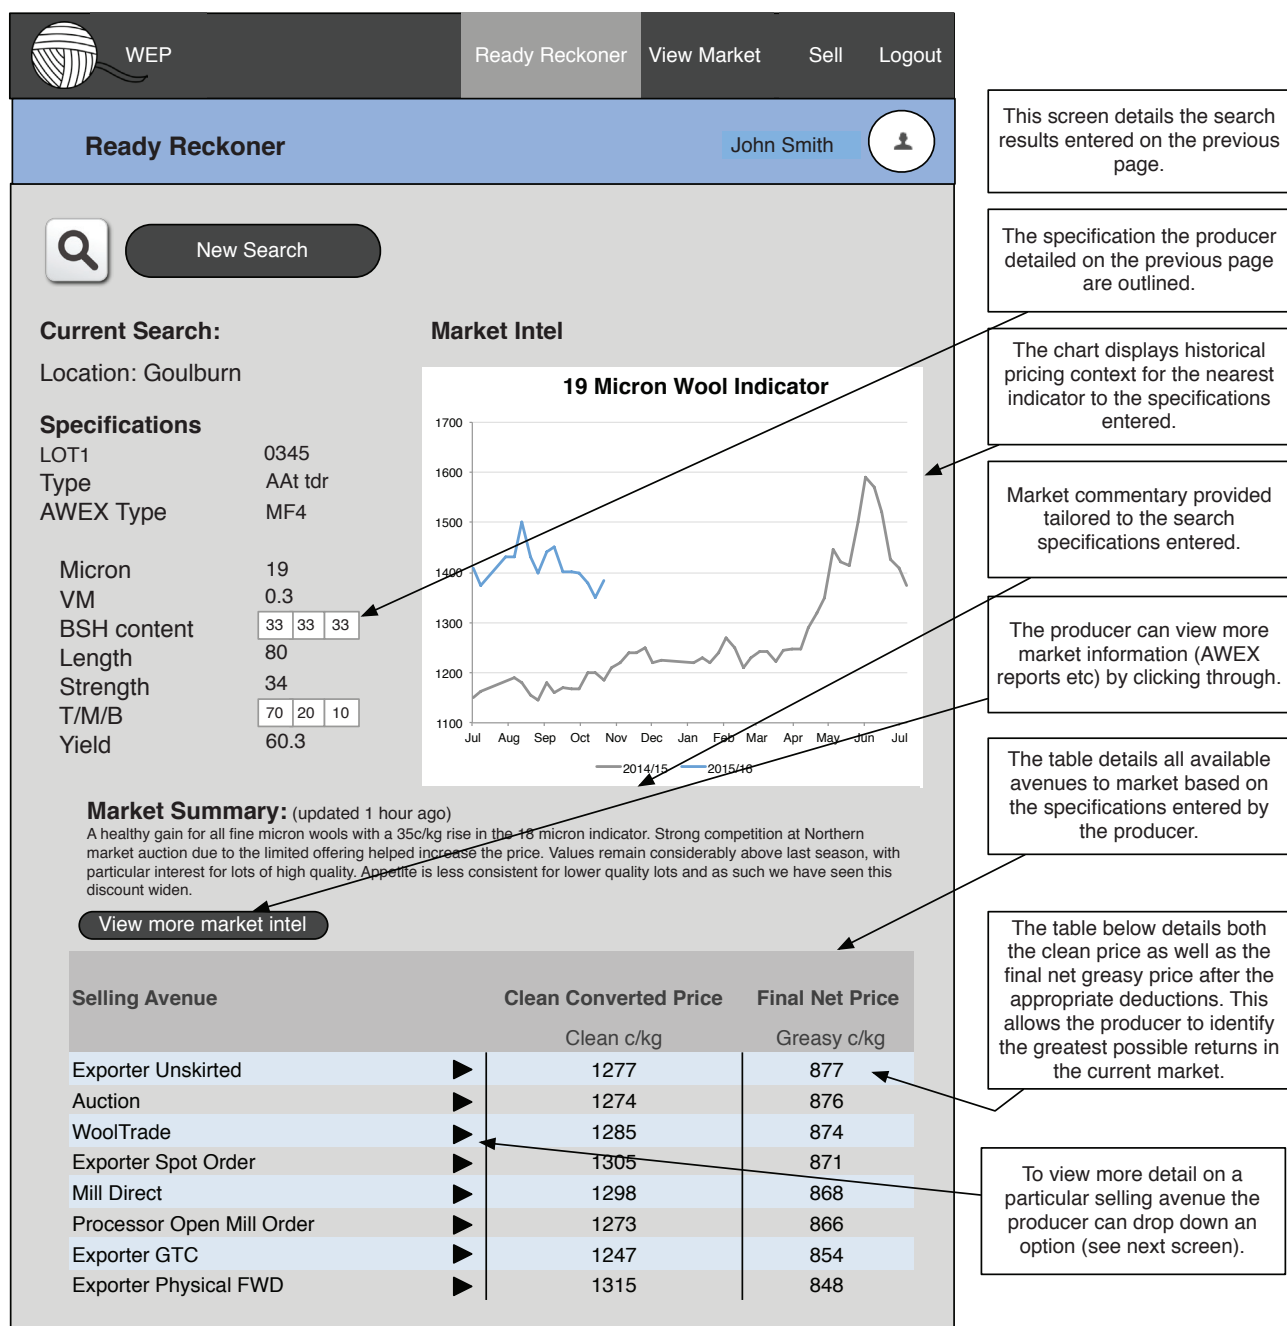 WEP
Ready Reckoner
View Market
Sell
Logout
Ready Reckoner
John Smith
New Search
Current Search:
Location: Goulburn
Specifications
LOT1 0345
Type AAt tdr
AWEX Type MF4
Micron 19
VM 0.3
BSH content 33 33 33
Length 80
Strength 34
T/M/B 70 20 10
Yield 60.3
Market Intel
19 Micron Wool Indicator
1700
1600
1500
1400
1300
1200
1100
Jul Aug Sep Oct Nov Dec Jan Feb Mar Apr May Jun Jul
2014/15 2015/16
Market Summary: (updated 1 hour ago)
A healthy gain for all fine micron wools with a 35c/kg rise in the 18 micron indicator. Strong competition at Northern
market auction due to the limited offering helped increase the price. Values remain considerably above last season, with
particular interest for lots of high quality. Appetite is less consistent for lower quality lots and as such we have seen this
discount widen.
View more market intel
Selling Avenue Clean Converted Price Final Net Price
Clean c/kg Greasy c/kg
Exporter Unskirted 1277 877
Auction 1274 876
WoolTrade 1285 874
Exporter Spot Order 1305 871
Mill Direct 1298 868
Processor Open Mill Order 1273 866
Exporter GTC 1247 854
Exporter Physical FWD 1315 848
This screen details the search
results entered on the previous
page.
The specification the producer
detailed on the previous page
are outlined.
The chart displays historical
pricing context for the nearest
indicator to the specifications
entered.
Market commentary provided
tailored to the search
specifications entered.
The producer can view more
market information (AWEX
reports etc) by clicking through.
The table details all available
avenues to market based on
the specifications entered by
the producer.
The table below details both
the clean price as well as the
final net greasy price after the
appropriate deductions. This
allows the producer to identify
the greatest possible returns in
the current market.
To view more detail on a
particular selling avenue the
producer can drop down an
option (see next screen).